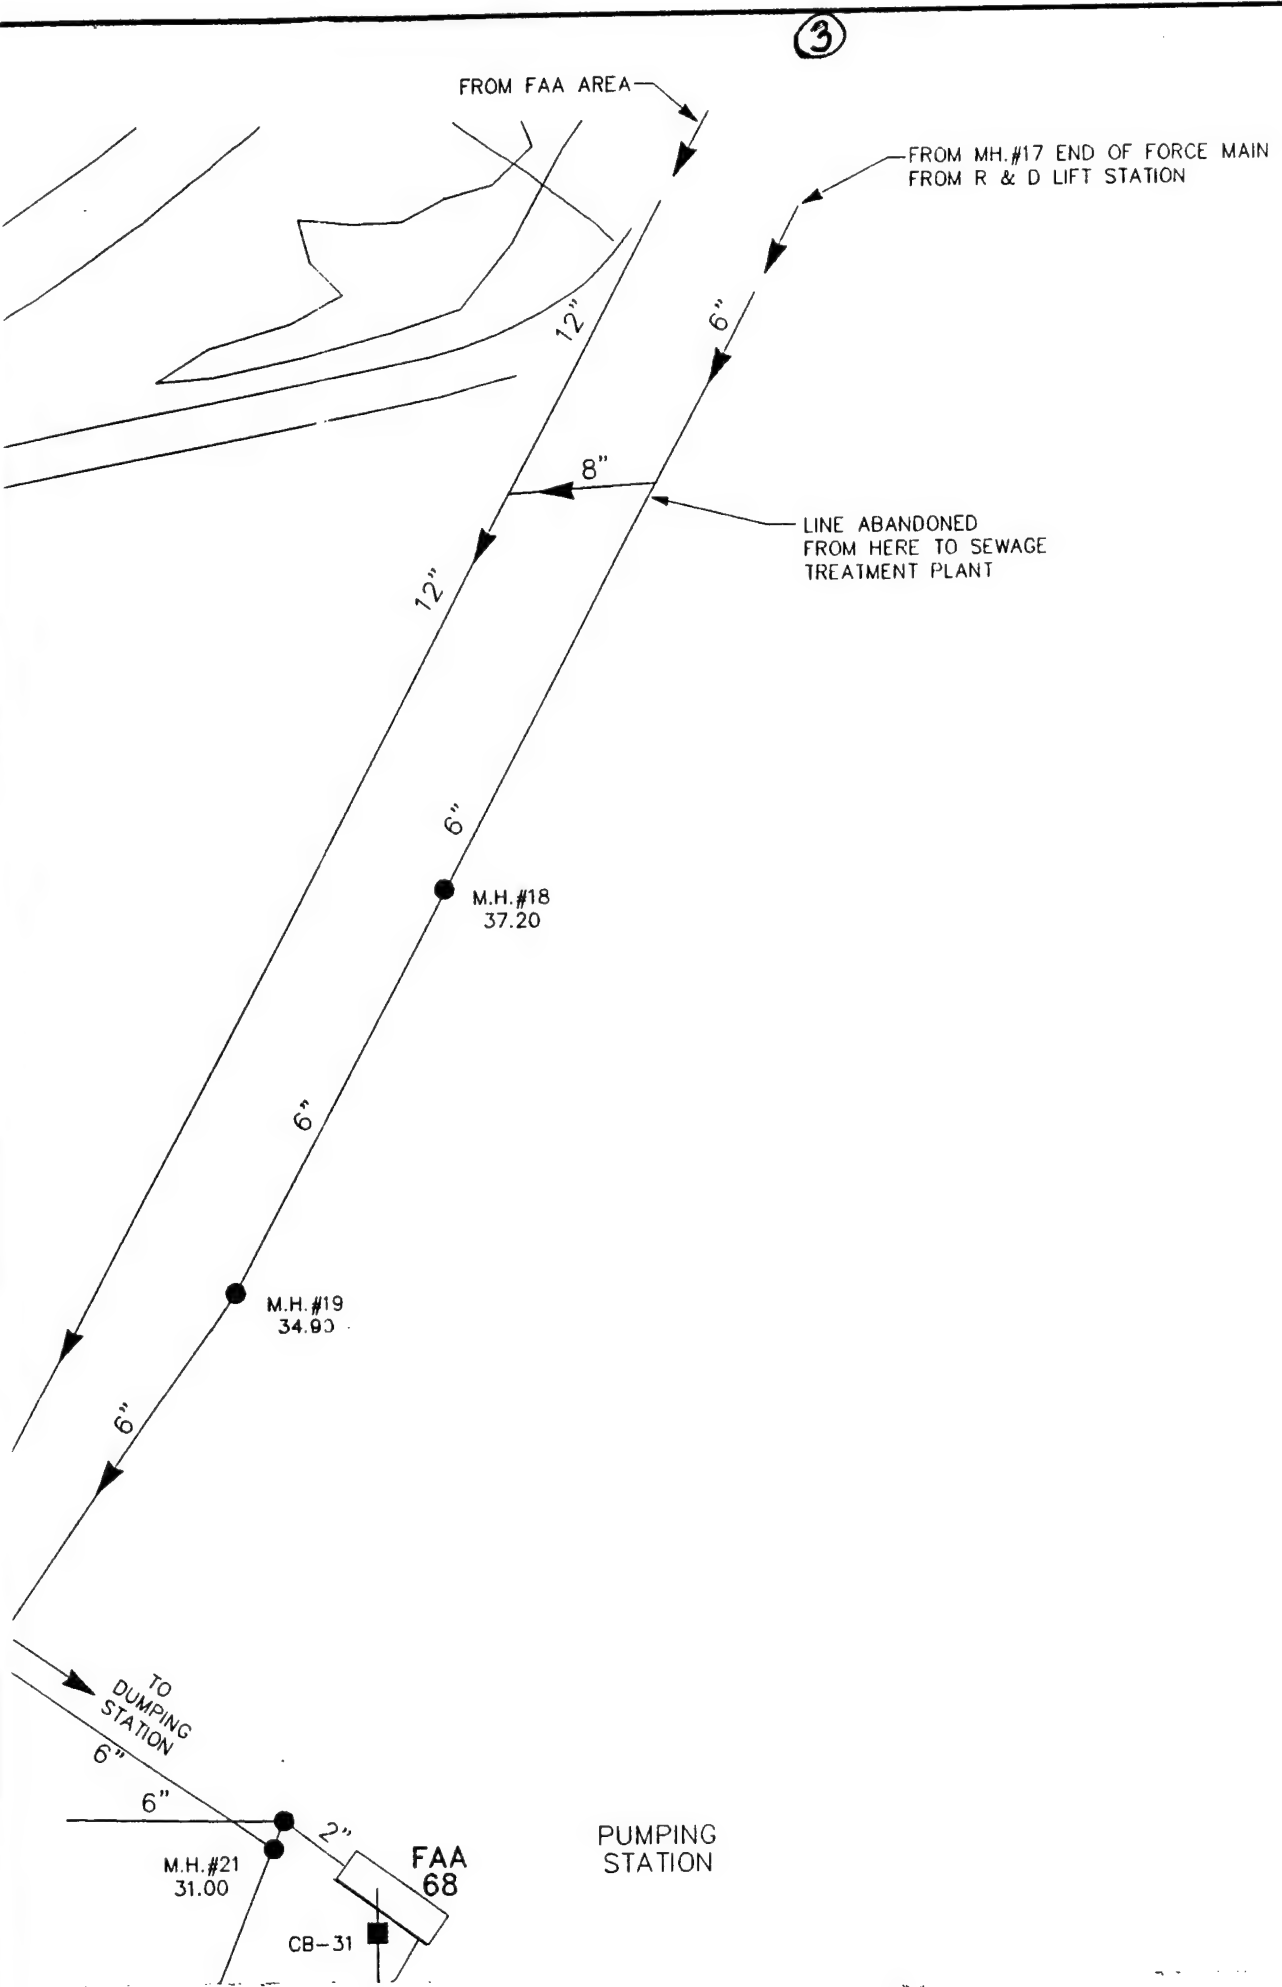 3
FROM FAA AREA
FROM MH.#17 END OF FORCE MAIN
FROM R & D LIFT STATION
12"
6"
8"
LINE ABANDONED
FROM HERE TO SEWAGE
TREATMENT PLANT
12"
6"
M.H.#18
37.20
6"
M.H.#19
34.90
6"
TO
DUMPING
STATION
6"
6"
2"
PUMPING
STATION
FAA
68
M.H.#21
31.00
CB-31